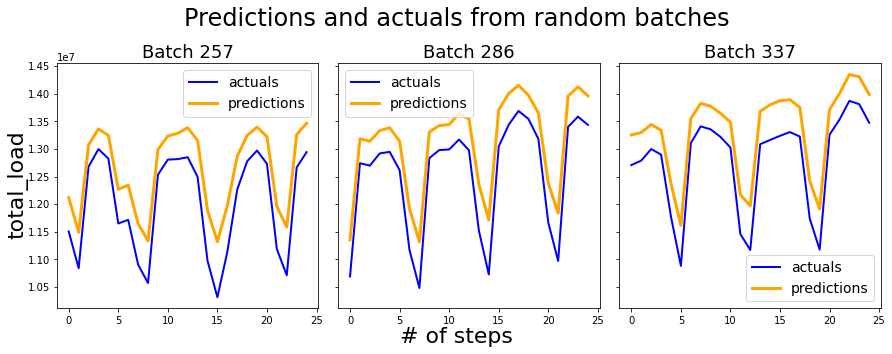 Predictions and actuals from random batches
Batch 257
Batch 286
Batch 337
1e7
total_load
1.45
1.40
1.35
1.30
1.25
1.20
1.15
1.10
1.05
actuals
predictions
actuals
predictions
actuals
predictions
0 5 10 15 20 25
0 5 10 15 20 25
0 5 10 15 20 25
# of steps